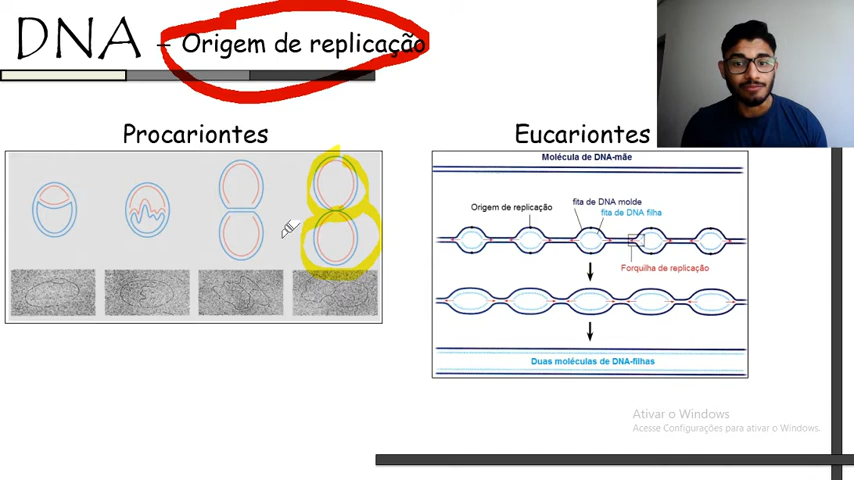 DNA – Origem de replicação
Procariontes
Eucariontes
Molécula de DNA-mãe
Origem de replicação
fita de DNA molde
fita de DNA filha
Forquilha de replicação
Duas moléculas de DNA-filhas
Ativar o Windows
Acesse Configurações para ativar o Windows.